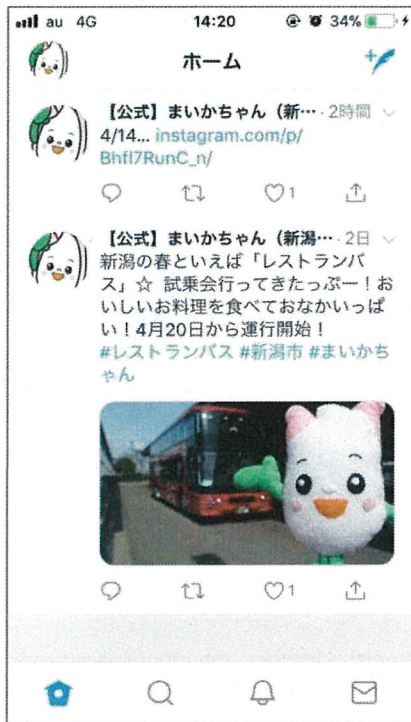 au 4G 14:20 34%
ホーム
【公式】まいかちゃん（新… · 2時間
4/14... instagram.com/p/
BhfI7RunC_n/
1
【公式】まいかちゃん（新潟… · 2日
新潟の春といえば「レストランバ
ス」☆ 試乗会行ってきたっぷー！お
いしいお料理を食べておなかいっぱ
い！4月20日から運行開始！
#レストランバス #新潟市 #まいかち
ゃん
1